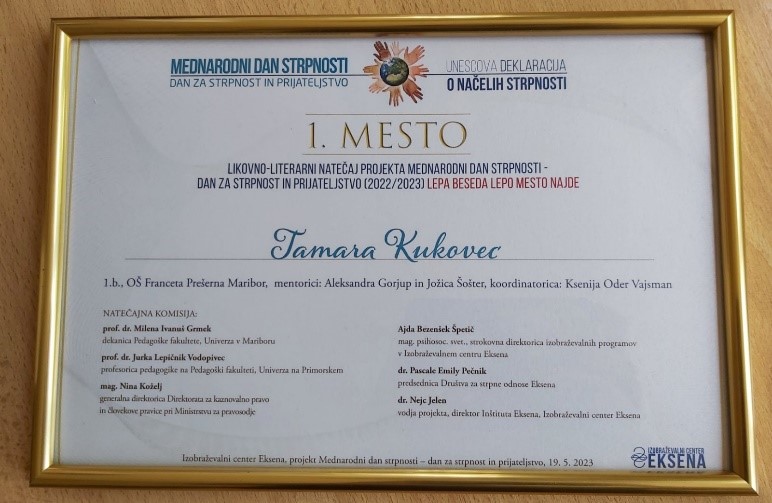 MEDNARODNI DAN STRPNOSTI
DAN ZA STRPNOST IN PRIJATELJSTVO
UNESCOVA DEKLARACIJA
O NAČELIH STRPNOSTI
1. MESTO
LIKOVNO-LITERARNI NATEČAJ PROJEKTA MEDNARODNI DAN STRPNOSTI -
DAN ZA STRPNOST IN PRIJATELJSTVO (2022/2023) LEPA BESEDA LEPO MESTO NAJDE
Tamara Kukovec
1.b., OŠ Franceta Prešerna Maribor, mentorici: Aleksandra Gorjup in Jožica Šošter, koordinatorica: Ksenija Oder Vajsman
NATEČAJNA KOMISIJA:
prof. dr. Milena Ivanuš Grmek
dekanica Pedagoške fakultete, Univerza v Mariboru
prof. dr. Jurka Lepičnik Vodopivec
profesorica pedagogike na Pedagoški fakulteti, Univerza na Primorskem
mag. Nina Koželj
generalna direktorica Direktorata za kaznovalno pravo
in človekove pravice pri Ministrstvu za pravosodje
Ajda Bezenšek Špetič
mag. psihosoc. svet., strokovna direktorica izobraževalnih programov
v Izobraževalnem centru Eksena
dr. Pascale Emily Pečnik
predsednica Društva za strpne odnose Eksena
dr. Nejc Jelen
vodja projekta, direktor Inštituta Eksena, Izobraževalni center Eksena
Izobraževalni center Eksena, projekt Mednarodni dan strpnosti – dan za strpnost in prijateljstvo, 19. 5. 2023
IZOBRAŽEVALNI CENTER
EKSENA